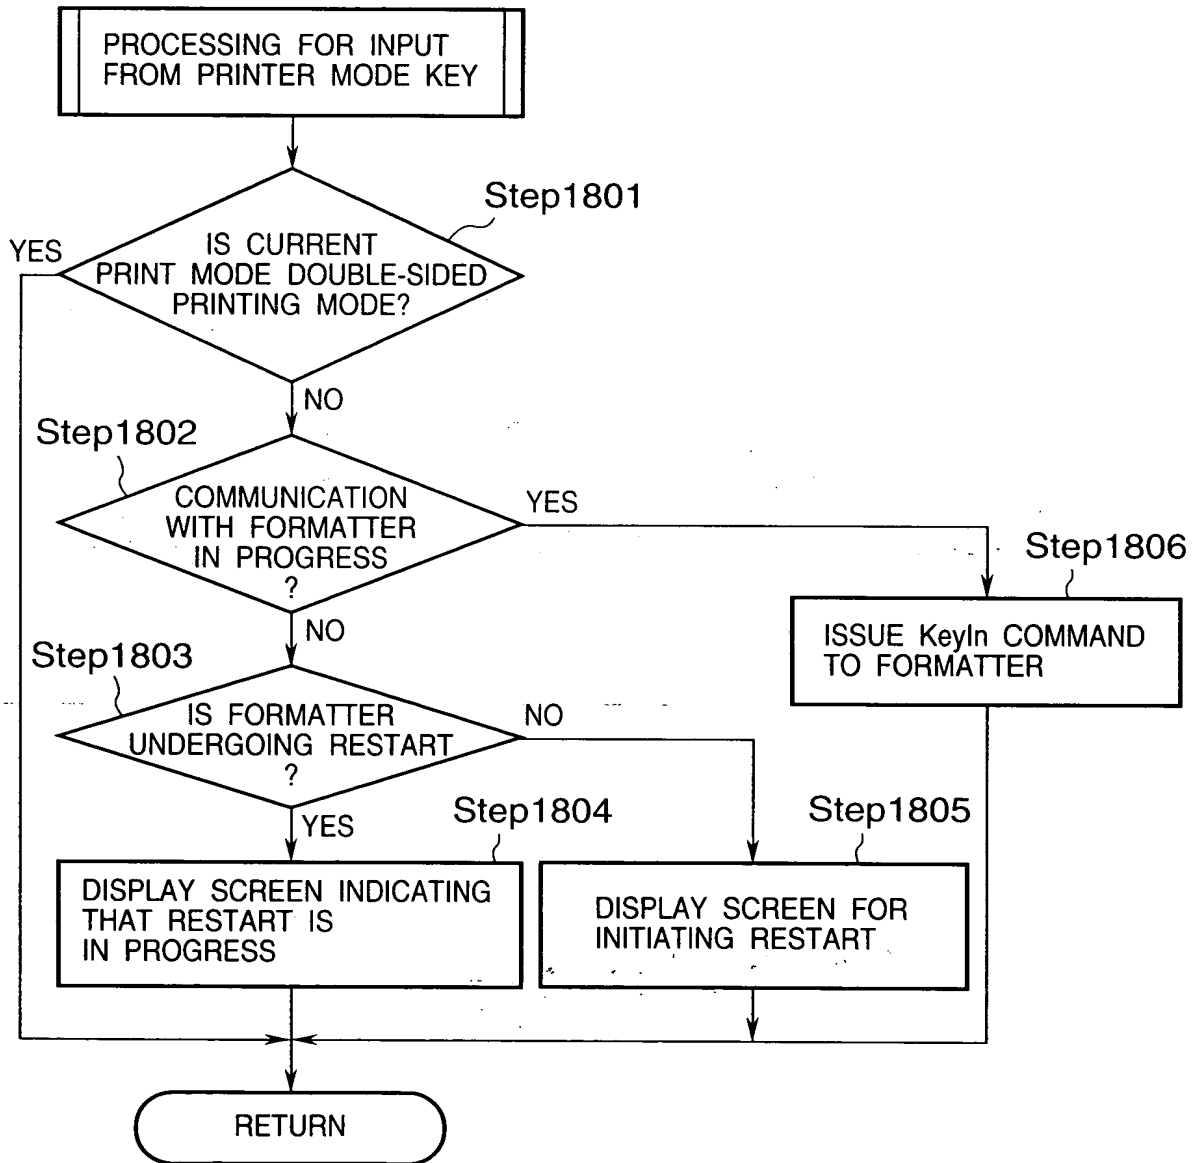 PROCESSING FOR INPUT
FROM PRINTER MODE KEY
Step1801
YES
IS CURRENT
PRINT MODE DOUBLE-SIDED
PRINTING MODE?
NO
Step1802
COMMUNICATION
WITH FORMATTER
IN PROGRESS
?
YES
Step1806
ISSUE KeyIn COMMAND
TO FORMATTER
NO
Step1803
IS FORMATTER
UNDERGOING RESTART
?
NO
YES
Step1804
Step1805
DISPLAY SCREEN INDICATING
THAT RESTART IS
IN PROGRESS
DISPLAY SCREEN FOR
INITIATING RESTART
RETURN